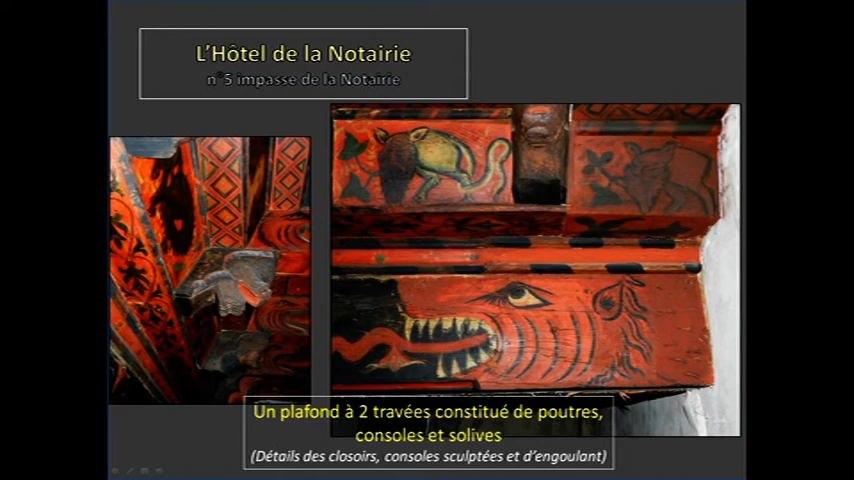 L'Hôtel de la Notairie
n°5 impasse de la Notairie
Un plafond à 2 travées constitué de poutres,
consoles et solives
(Détails des closoirs, consoles sculptées et d'engoulant)